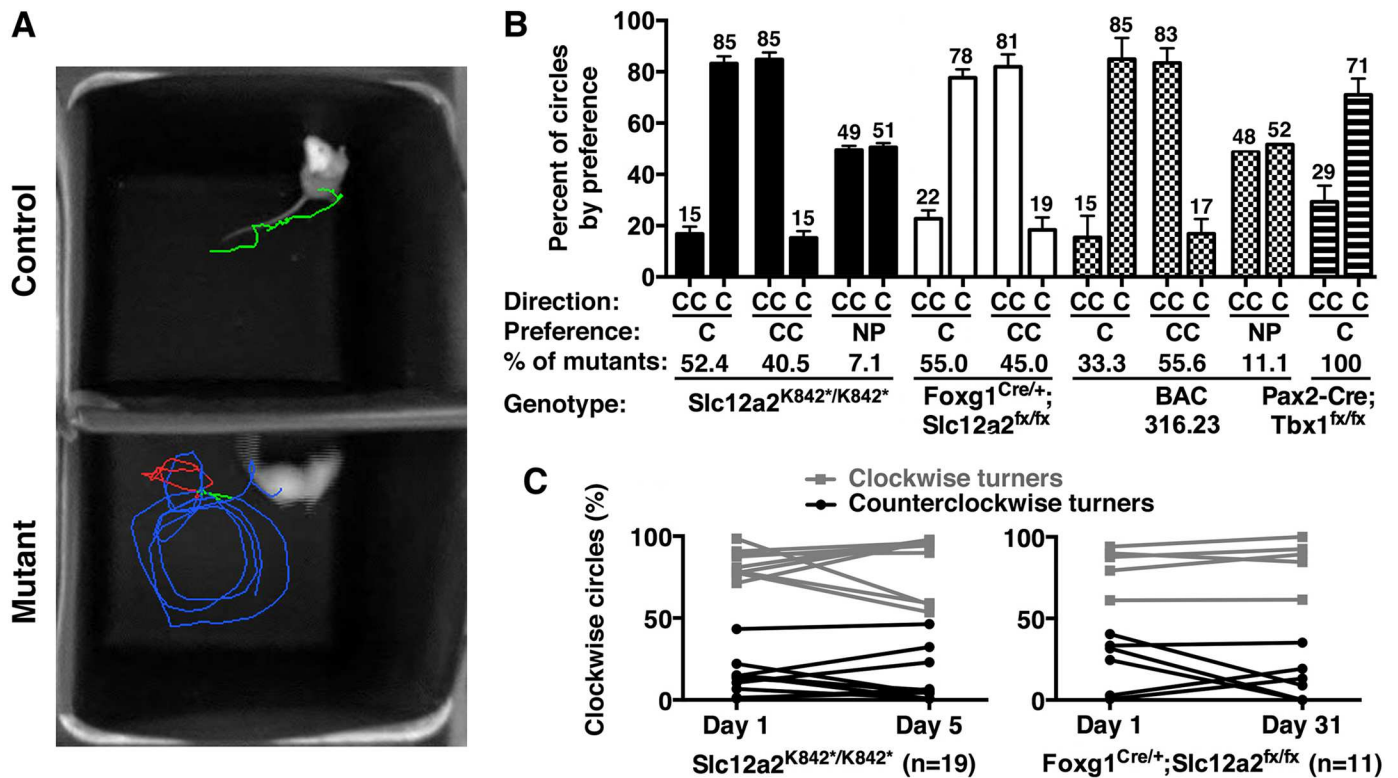 A
Control
Mutant
B
Percent of circles
by preference
100
80
60
40
20
0
15 85 85 15 49 51 22 78 81 19 15 85 83 17 48 52 29 71
Direction: CC C CC C CC C CC C CC C CC C CC C CC C CC C
Preference: C CC NP C CC C CC NP C
% of mutants: 52.4 40.5 7.1 55.0 45.0 33.3 55.6 11.1 100
Genotype: Slc12a2K842*/K842* Foxg1Cre/+; BAC Pax2-Cre;
Slc12a2fx/fx 316.23 Tbx1fx/fx
C
Clockwise turners
Counterclockwise turners
Clockwise circles (%)
100
50
0
Day 1 Day 5
Slc12a2K842*/K842* (n=19)
100
50
0
Day 1 Day 31
Foxg1Cre/+;Slc12a2fx/fx (n=11)